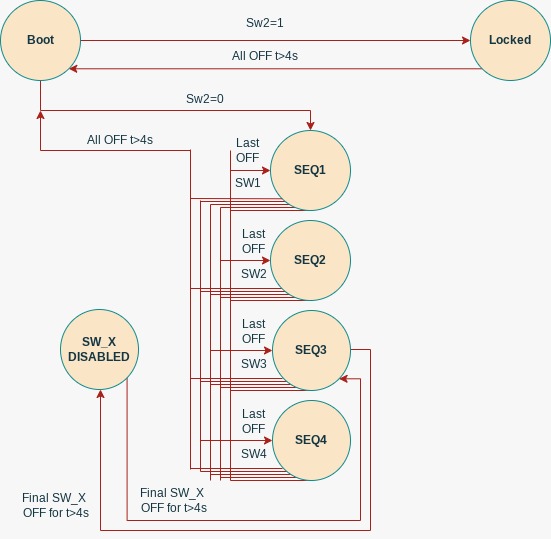 Sw2=1
Boot
Locked
All OFF t>4s
Sw2=0
All OFF t>4s
Last
OFF
SW1
SEQ1
Last
OFF
SW2
SEQ2
Last
OFF
SW3
SEQ3
SW_X
DISABLED
Last
OFF
SW4
SEQ4
Final SW_X
OFF for t>4s
Final SW_X
OFF for t>4s